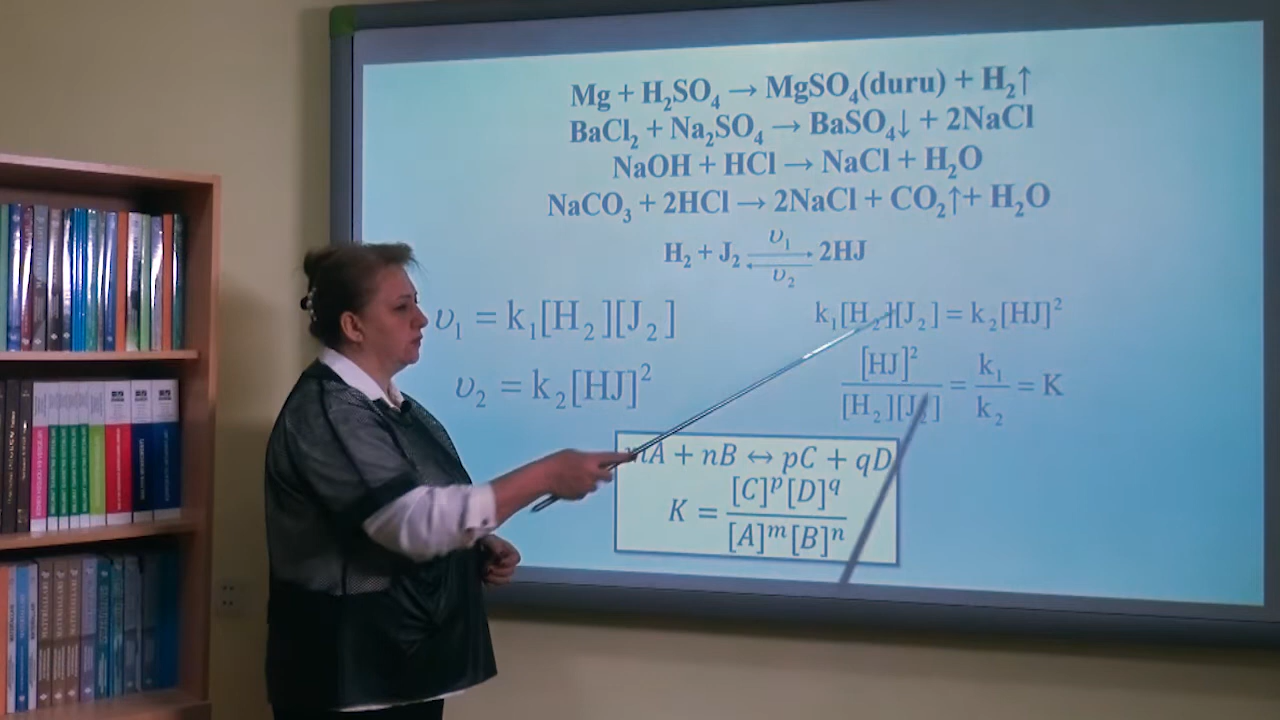 Mg + H₂SO₄ → MgSO₄(duru) + H₂↑
BaCl₂ + Na₂SO₄ → BaSO₄↓ + 2NaCl
NaOH + HCl → NaCl + H₂O
NaCO₃ + 2HCl → 2NaCl + CO₂↑ + H₂O
H₂ + J₂ ⇄ 2HJ
υ₁
υ₂
υ₁ = k₁[H₂][J₂]
υ₂ = k₂[HJ]²
k₁[H₂][J₂] = k₂[HJ]²
[HJ]² / [H₂][J₂] = k₁ / k₂ = K
mA + nB ↔ pC + qD
K = [C]ᵖ[D]^q / [A]ᵐ[B]ⁿ